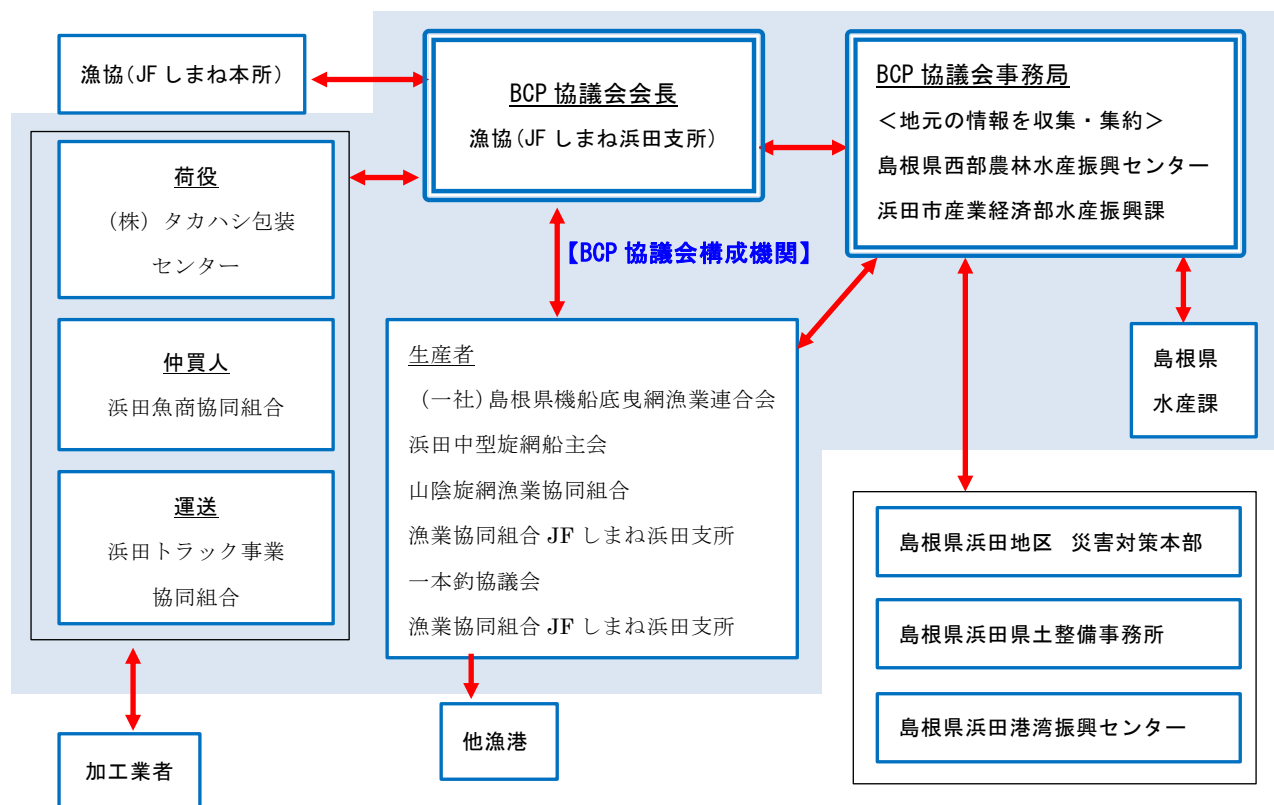 漁協(JF しまね本所)
BCP 協議会会長
漁協(JF しまね浜田支所)
BCP 協議会事務局
＜地元の情報を収集・集約＞
島根県西部農林水産振興センター
浜田市産業経済部水産振興課
荷役
（株）タカハシ包装
センター
仲買人
浜田魚商協同組合
運送
浜田トラック事業
協同組合
【BCP 協議会構成機関】
生産者
（一社）島根県機船底曳網漁業連合会
浜田中型旋網船主会
山陰旋網漁業協同組合
漁業協同組合 JF しまね浜田支所
一本釣協議会
漁業協同組合 JF しまね浜田支所
島根県
水産課
島根県浜田地区 災害対策本部
島根県浜田県土整備事務所
島根県浜田港湾振興センター
他漁港
加工業者